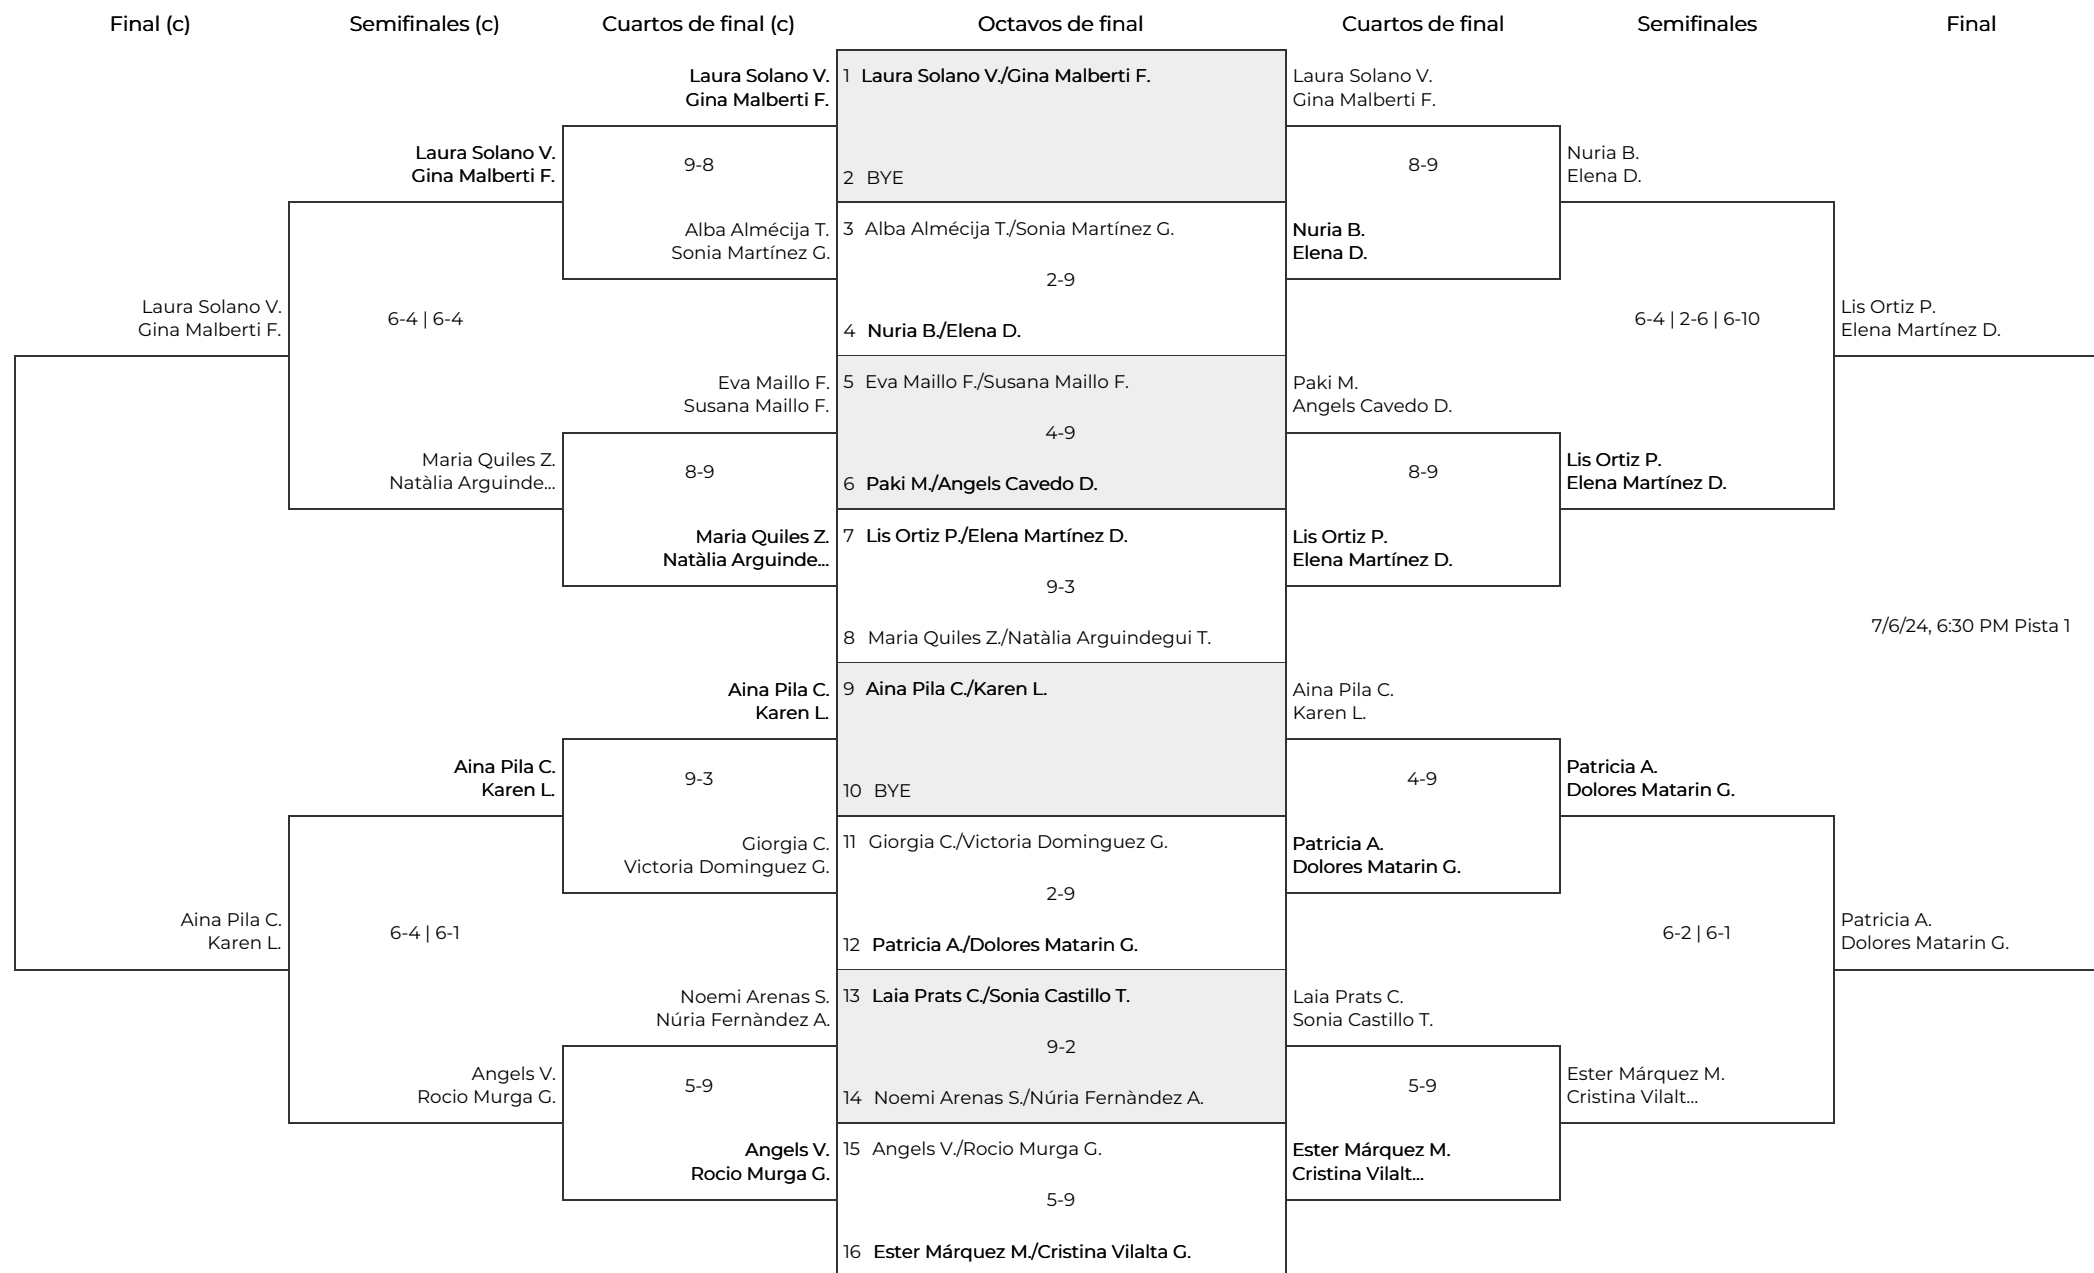 Final (c)
Semifinales (c)
Cuartos de final (c)
Octavos de final
Cuartos de final
Semifinales
Final
Laura Solano V.
Gina Malberti F.
Aina Pila C.
Karen L.
Laura Solano V.
Gina Malberti F.
6-4 | 6-4
Maria Quiles Z.
Natàlia Arguinde...
Aina Pila C.
Karen L.
6-4 | 6-1
Angels V.
Rocio Murga G.
Laura Solano V.
Gina Malberti F.
9-8
Alba Almécija T.
Sonia Martínez G.
Eva Maillo F.
Susana Maillo F.
8-9
Maria Quiles Z.
Natàlia Arguinde...
Aina Pila C.
Karen L.
9-3
Giorgia C.
Victoria Dominguez G.
Noemi Arenas S.
Núria Fernàndez A.
5-9
Angels V.
Rocio Murga G.
1 Laura Solano V./Gina Malberti F.
2 BYE
3 Alba Almécija T./Sonia Martínez G.
2-9
4 Nuria B./Elena D.
5 Eva Maillo F./Susana Maillo F.
4-9
6 Paki M./Angels Cavedo D.
7 Lis Ortiz P./Elena Martínez D.
9-3
8 Maria Quiles Z./Natàlia Arguindegui T.
9 Aina Pila C./Karen L.
10 BYE
11 Giorgia C./Victoria Dominguez G.
2-9
12 Patricia A./Dolores Matarin G.
13 Laia Prats C./Sonia Castillo T.
9-2
14 Noemi Arenas S./Núria Fernàndez A.
15 Angels V./Rocio Murga G.
5-9
16 Ester Márquez M./Cristina Vilalta G.
Laura Solano V.
Gina Malberti F.
8-9
Nuria B.
Elena D.
Paki M.
Angels Cavedo D.
8-9
Lis Ortiz P.
Elena Martínez D.
Aina Pila C.
Karen L.
4-9
Patricia A.
Dolores Matarin G.
Laia Prats C.
Sonia Castillo T.
5-9
Ester Márquez M.
Cristina Vilalt...
Nuria B.
Elena D.
6-4 | 2-6 | 6-10
Lis Ortiz P.
Elena Martínez D.
Patricia A.
Dolores Matarin G.
6-2 | 6-1
Ester Márquez M.
Cristina Vilalt...
Lis Ortiz P.
Elena Martínez D.
7/6/24, 6:30 PM Pista 1
Patricia A.
Dolores Matarin G.